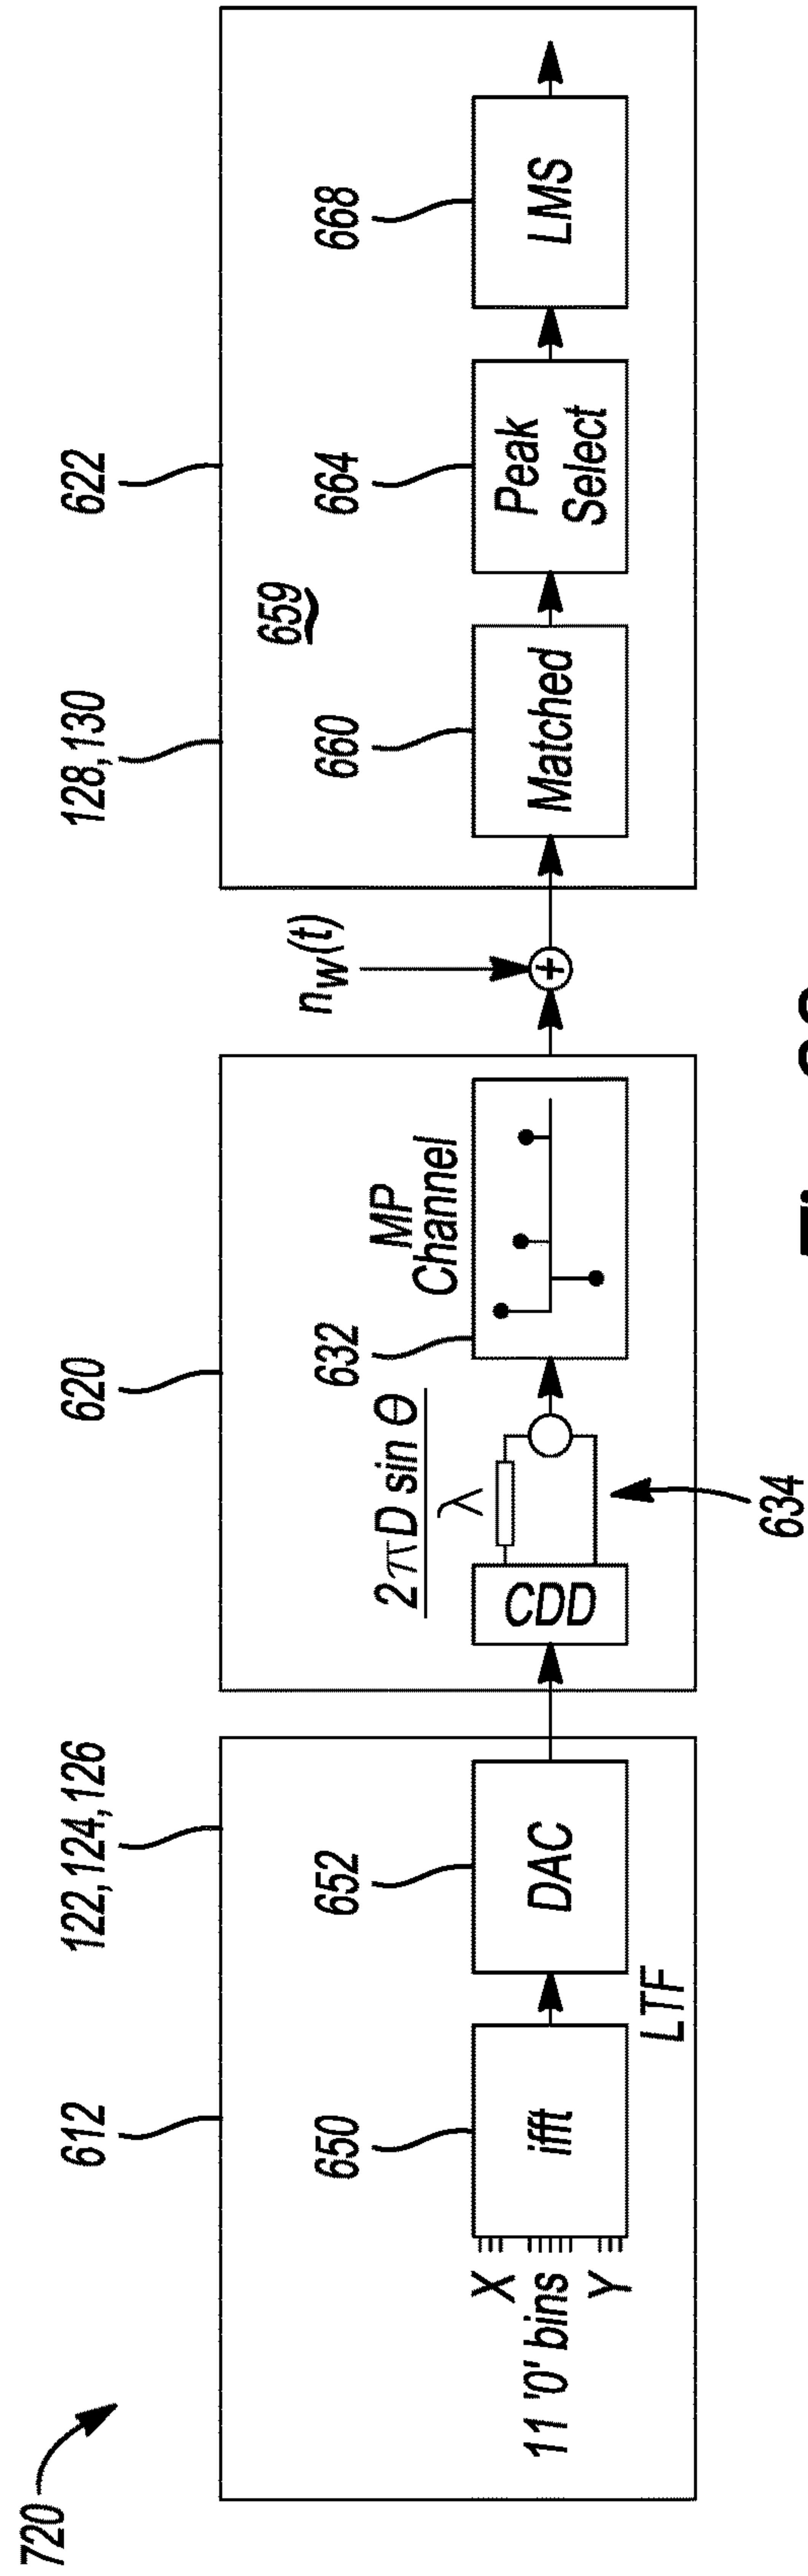 720
612
122,124,126
650
652
X
11 '0' bins
Y
ifft
DAC
LTF
620
2πD sin Θ
λ
632
MP
Channel
CDD
634
n_w(t)
+
128,130
622
659
660
664
668
Matched
Peak
Select
LMS